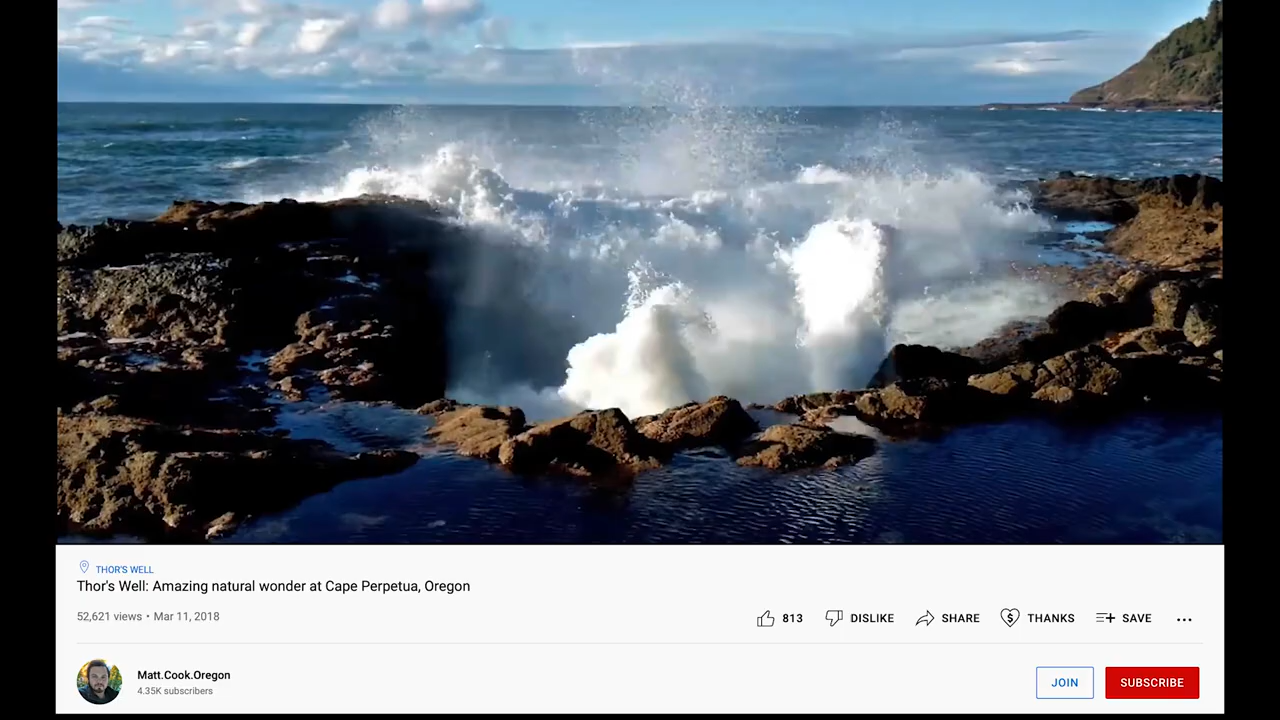 THOR'S WELL
Thor's Well: Amazing natural wonder at Cape Perpetua, Oregon
52,621 views • Mar 11, 2018
813 DISLIKE SHARE THANKS SAVE
Matt.Cook.Oregon
4.35K subscribers
JOIN SUBSCRIBE